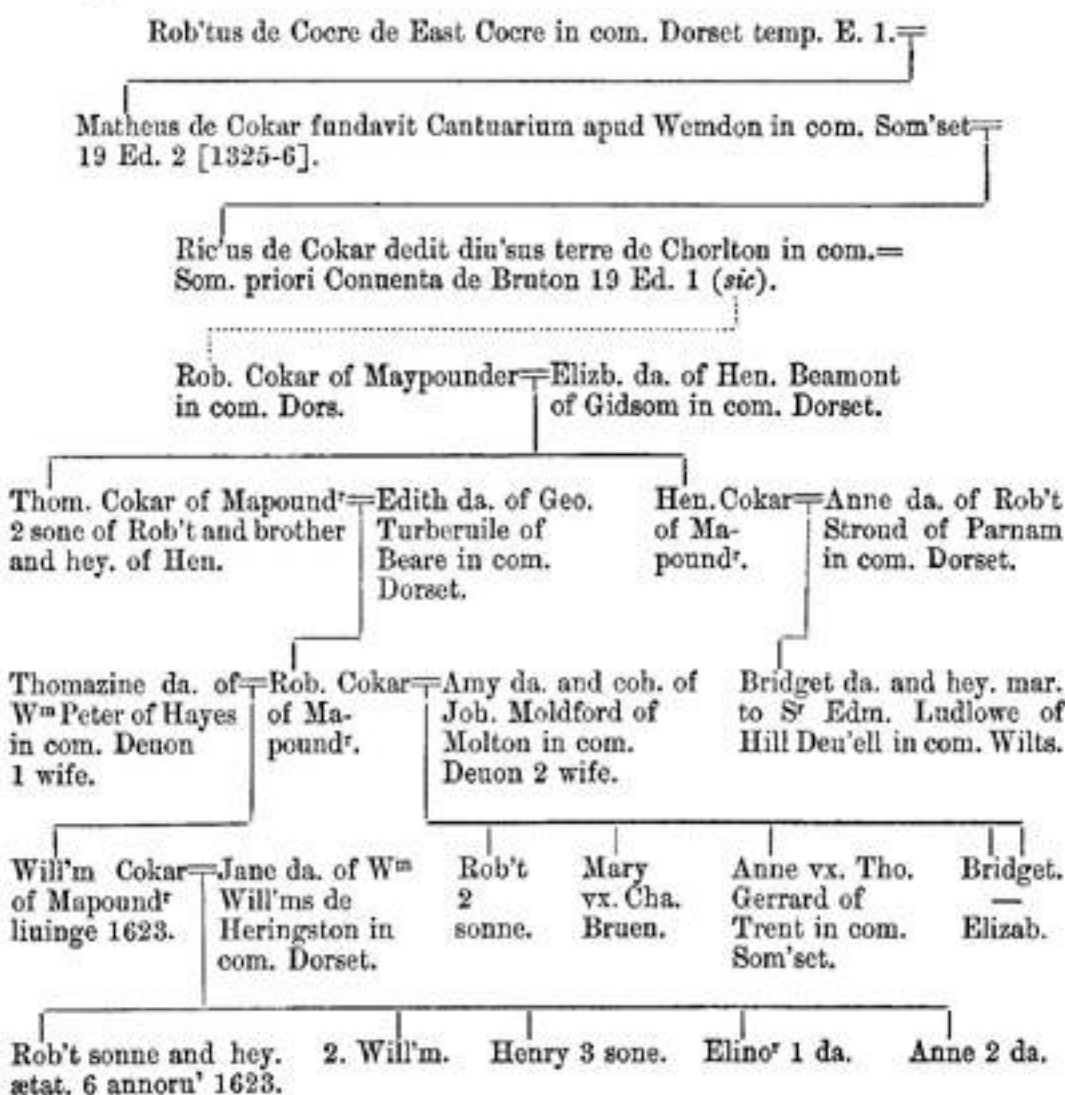 Rob'tus de Cocre de East Cocre in com. Dorset temp. E. 1.=
Matheus de Cokar fundavit Cantuarium apud Wemdon in com. Som'set=
19 Ed. 2 [1325-6].
Ric'us de Cokar dedit diu'sus terre de Chorlton in com.=
Som. priori Connenta de Bruton 19 Ed. 1 (sic).
Rob. Cokar of Maypounder=Elizb. da. of Hen. Beamont
in com. Dors. of Gidsom in com. Dorset.
Thom. Cokar of Mapoundʳ=Edith da. of Geo.
2 sone of Rob't and brother Turberuile of
and hey. of Hen. Beare in com.
Dorset.
Hen. Cokar=Anne da. of Rob't
of Ma- Stroud of Parnam
poundʳ. in com. Dorset.
Thomazine da. of=Rob. Cokar=Amy da. and coh. of
Wᵐ Peter of Hayes of Ma- Joh. Moldford of
in com. Deuon poundʳ. Molton in com.
1 wife. Deuon 2 wife.
Bridget da. and hey. mar.
to Sʳ Edm. Ludlowe of
Hill Deu'ell in com. Wilts.
Will'm Cokar=Jane da. of Wᵐ
of Mapoundʳ Will'ms de
liuinge 1623. Heringston in
com. Dorset.
Rob't
2
sonne.
Mary
vx. Cha.
Bruen.
Anne vx. Tho.
Gerrard of
Trent in com.
Som'set.
Bridget.
—
Elizab.
Rob't sonne and hey. 2. Will'm. Henry 3 sone. Elinoʳ 1 da. Anne 2 da.
ætat. 6 annoru' 1623.